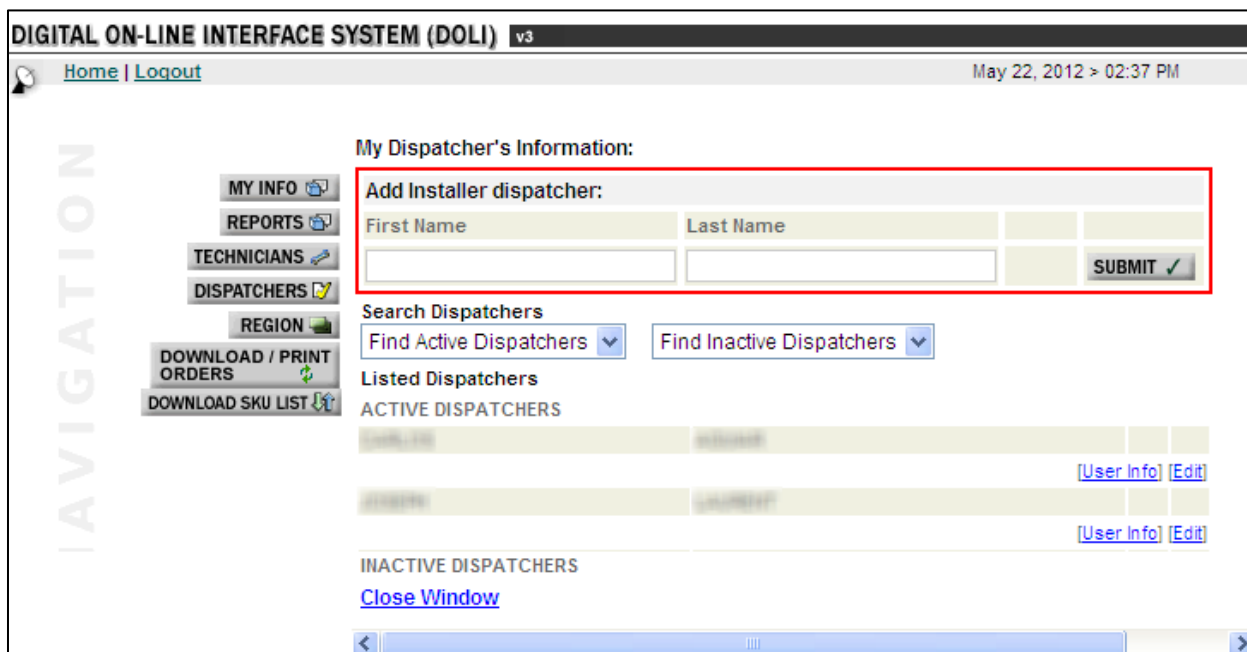 DIGITAL ON-LINE INTERFACE SYSTEM (DOLI) v3
Home | Logout May 22, 2012 > 02:37 PM
NAVIGATION
MY INFO
REPORTS
TECHNICIANS
DISPATCHERS
REGION
DOWNLOAD / PRINT
ORDERS
DOWNLOAD SKU LIST
My Dispatcher's Information:
Add Installer dispatcher:
First Name Last Name
SUBMIT
Search Dispatchers
Find Active Dispatchers Find Inactive Dispatchers
Listed Dispatchers
ACTIVE DISPATCHERS
[User Info] [Edit]
[User Info] [Edit]
INACTIVE DISPATCHERS
Close Window